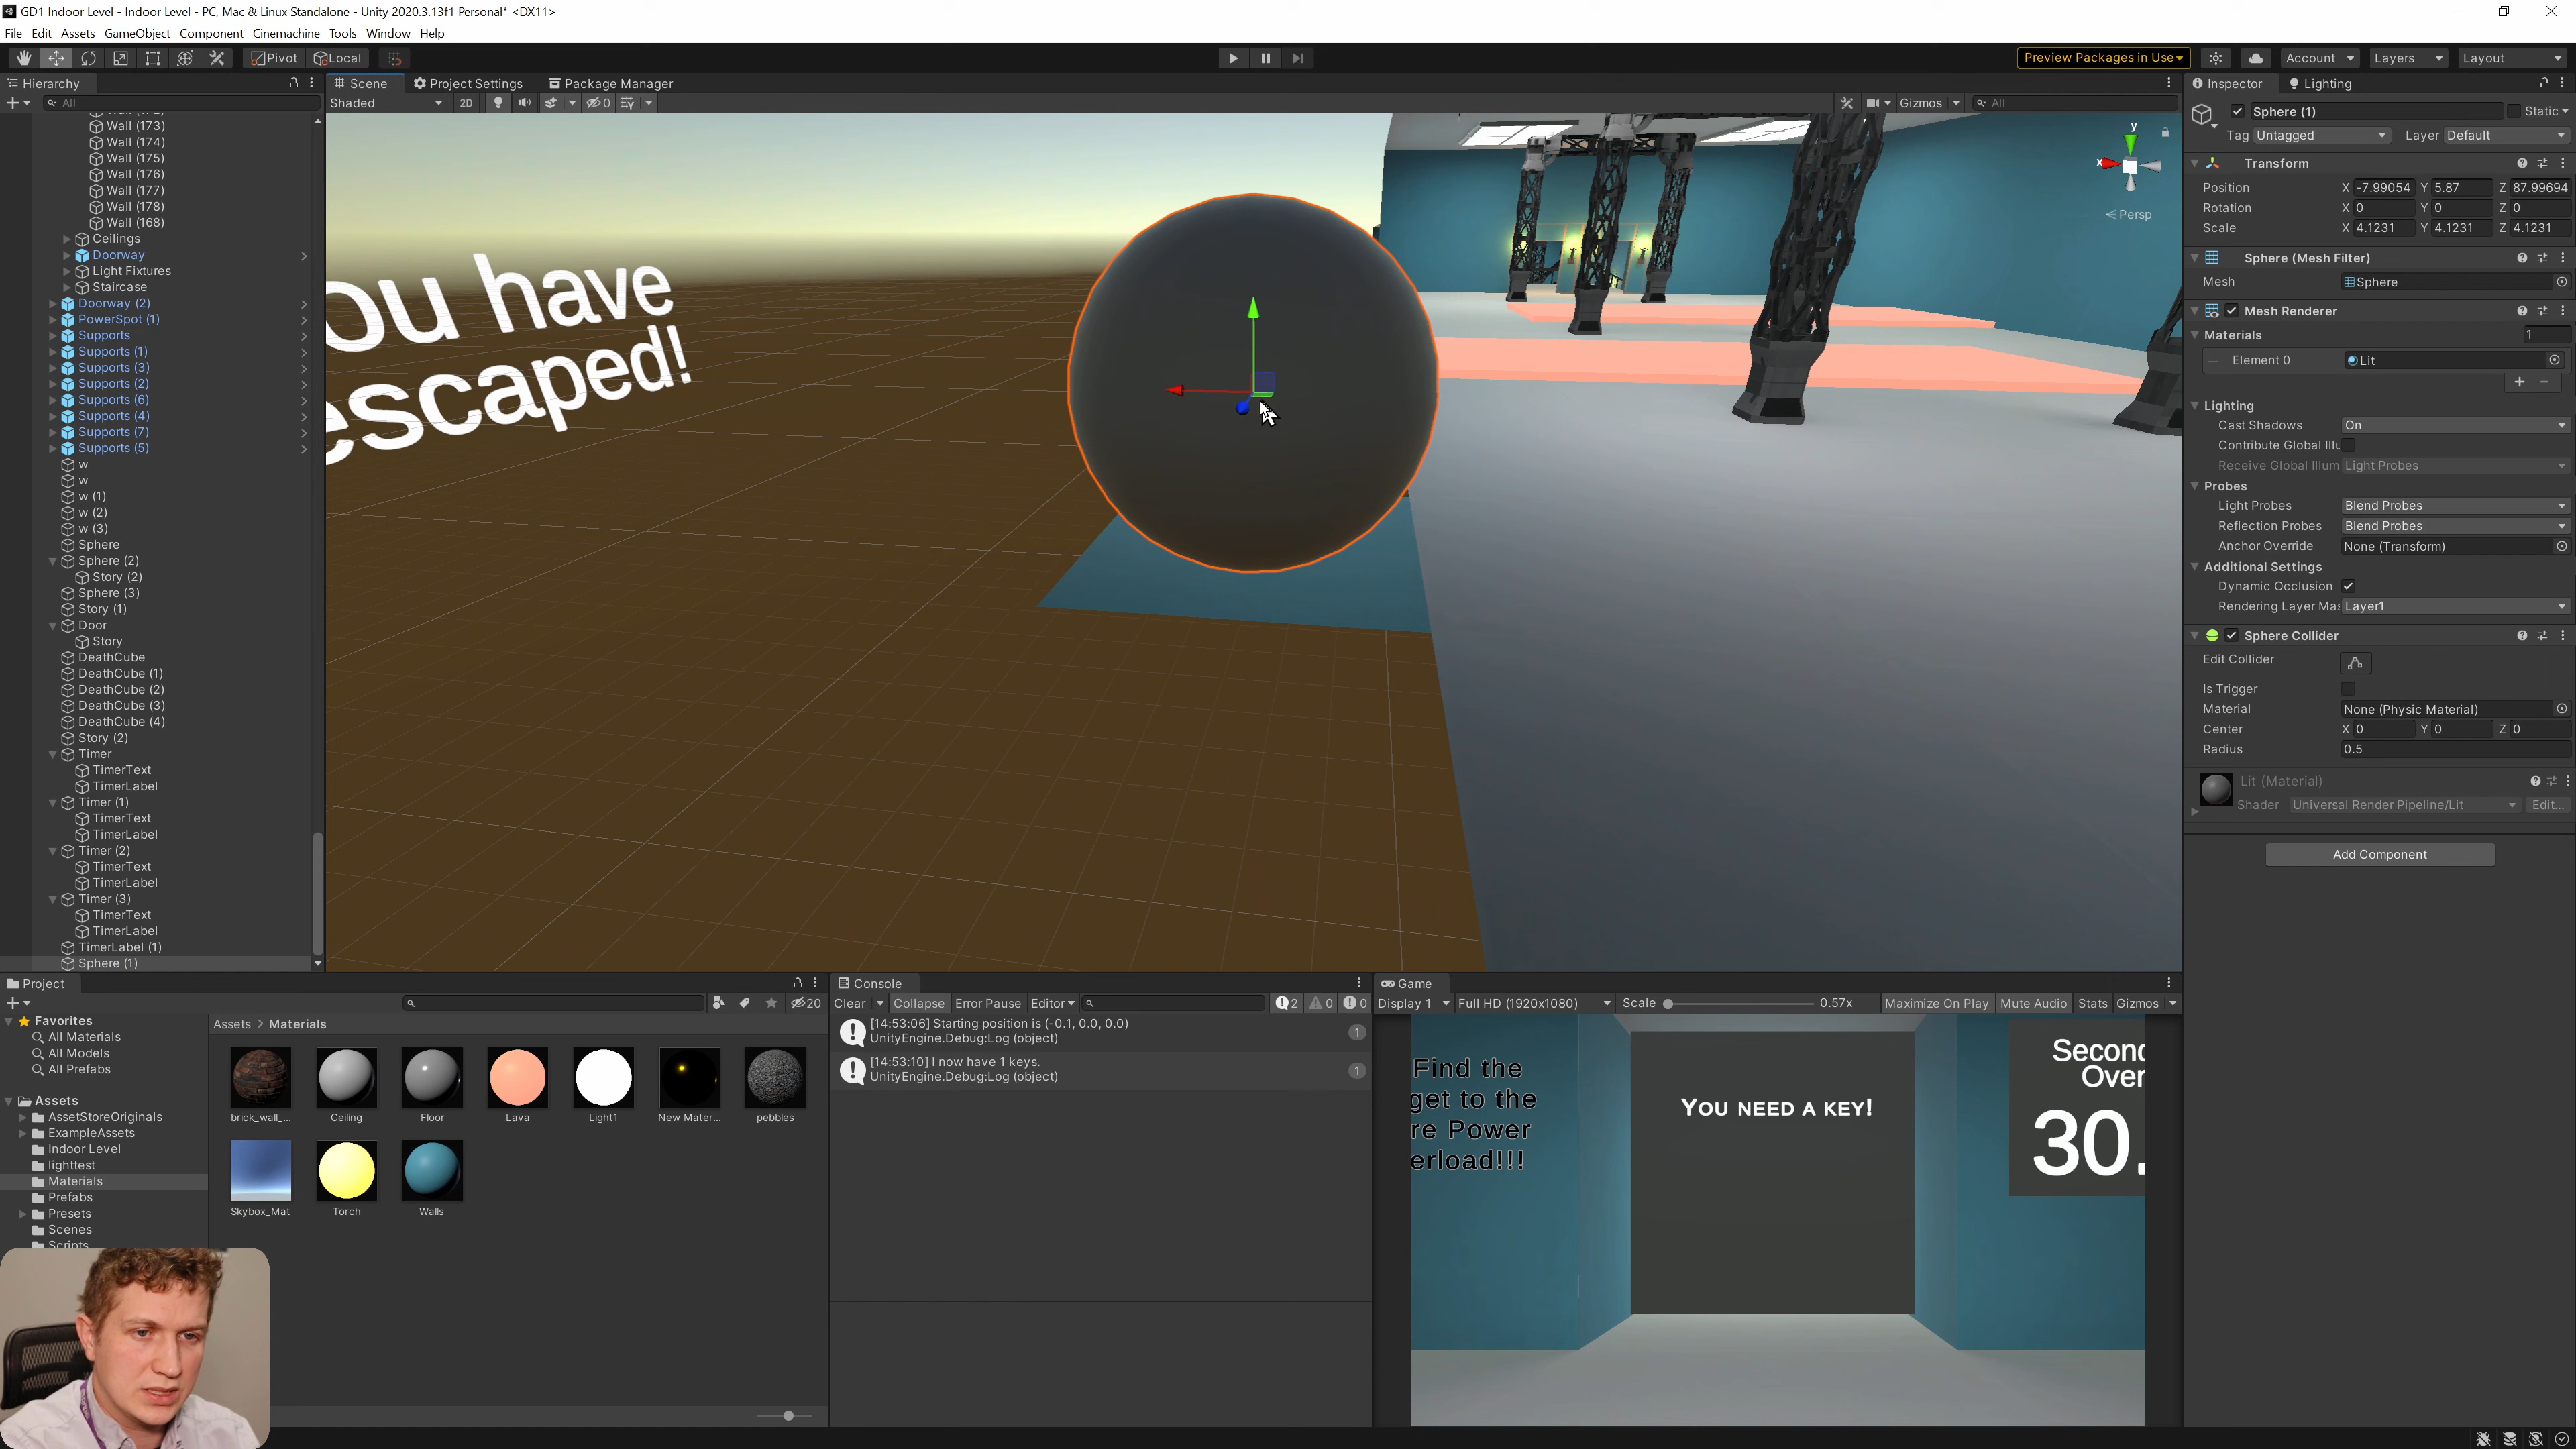 GD1 Indoor Level - Indoor Level - PC, Mac & Linux Standalone - Unity 2020.3.13f1 Personal* <DX11>
File Edit Assets GameObject Component Cinemachine Tools Window Help
Pivot Local
Preview Packages in Use
Account Layers Layout
Hierarchy
All
Wall (173)
Wall (174)
Wall (175)
Wall (176)
Wall (177)
Wall (178)
Wall (168)
Ceilings
Doorway
Light Fixtures
Staircase
Doorway (2)
PowerSpot (1)
Supports
Supports (1)
Supports (3)
Supports (2)
Supports (6)
Supports (4)
Supports (7)
Supports (5)
w
w
w (1)
w (2)
w (3)
Sphere
Sphere (2)
Story (2)
Sphere (3)
Story (1)
Door
Story
DeathCube
DeathCube (1)
DeathCube (2)
DeathCube (3)
DeathCube (4)
Story (2)
Timer
TimerText
TimerLabel
Timer (1)
TimerText
TimerLabel
Timer (2)
TimerText
TimerLabel
Timer (3)
TimerText
TimerLabel
TimerLabel (1)
Sphere (1)
Scene Project Settings Package Manager
Shaded 2D 0 Gizmos All
ou have
escaped!
y
x
Persp
Inspector Lighting
Sphere (1) Static
Tag Untagged Layer Default
Transform
Position X -7.99054 Y 5.87 Z 87.99694
Rotation X 0 Y 0 Z 0
Scale X 4.1231 Y 4.1231 Z 4.1231
Sphere (Mesh Filter)
Mesh Sphere
Mesh Renderer
Materials 1
Element 0 Lit
Lighting
Cast Shadows On
Contribute Global Illu
Receive Global Illum Light Probes
Probes
Light Probes Blend Probes
Reflection Probes Blend Probes
Anchor Override None (Transform)
Additional Settings
Dynamic Occlusion
Rendering Layer Mas Layer1
Sphere Collider
Edit Collider
Is Trigger
Material None (Physic Material)
Center X 0 Y 0 Z 0
Radius 0.5
Lit (Material)
Shader Universal Render Pipeline/Lit Edit...
Add Component
Project
20
Favorites
All Materials
All Models
All Prefabs
Assets
AssetStoreOriginals
ExampleAssets
Indoor Level
lighttest
Materials
Prefabs
Presets
Scenes
Scripts
Assets > Materials
brick_wall_... Ceiling Floor Lava Light1 New Mater... pebbles
Skybox_Mat Torch Walls
Console
Clear Collapse Error Pause Editor 2 0 0
[14:53:06] Starting position is (-0.1, 0.0, 0.0)
UnityEngine.Debug:Log (object)
1
[14:53:10] I now have 1 keys.
UnityEngine.Debug:Log (object)
1
Game
Display 1 Full HD (1920x1080) Scale 0.57x Maximize On Play Mute Audio Stats Gizmos
Find the
get to the
re Power
erload!!!
You need a key!
Second
Over
30.